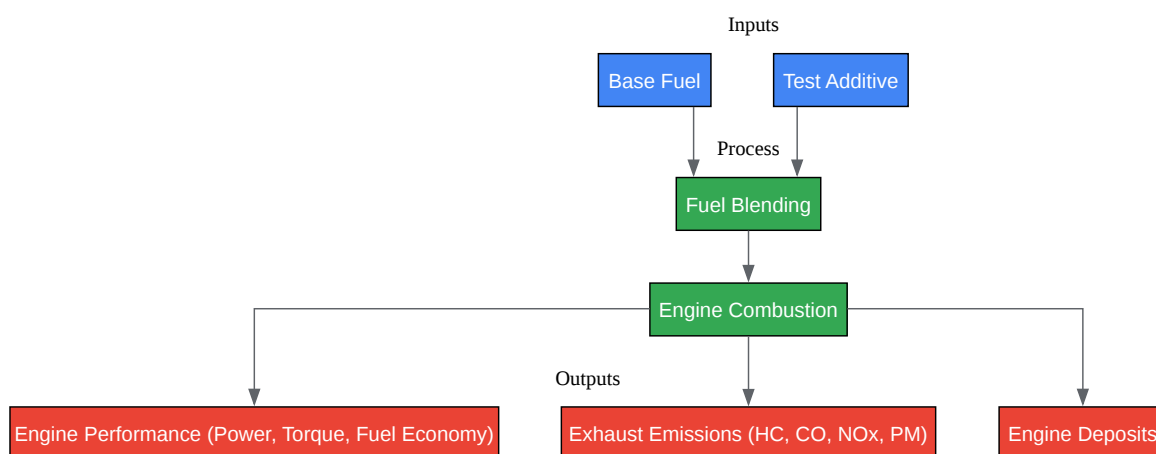 Inputs
Base Fuel
Test Additive
Process
Fuel Blending
Engine Combustion
Outputs
Engine Performance (Power, Torque, Fuel Economy)
Exhaust Emissions (HC, CO, NOx, PM)
Engine Deposits